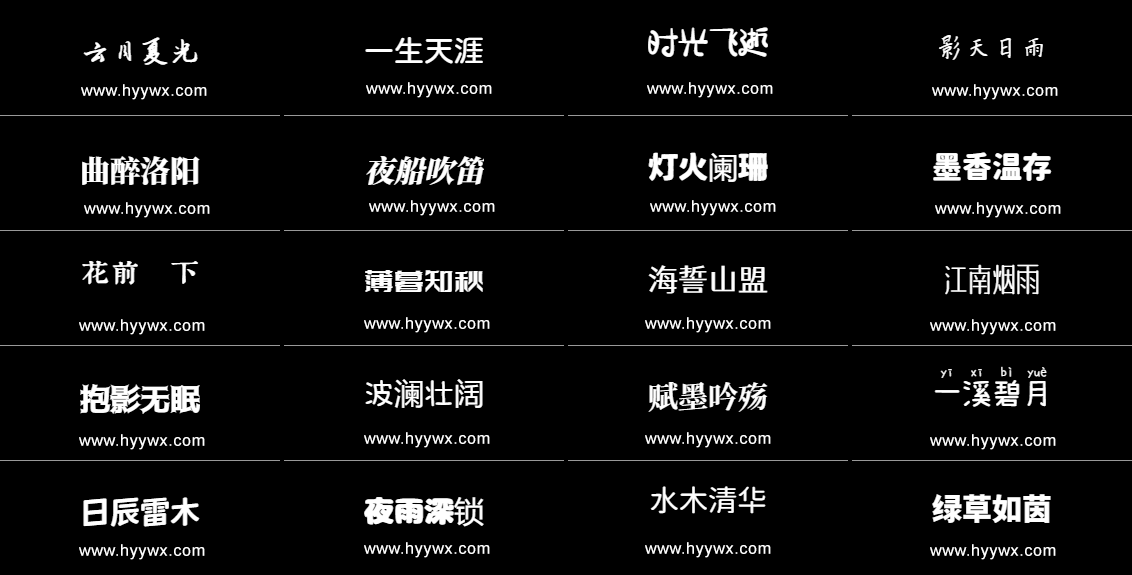 云月夏光
www.hyywx.com
一生天涯
www.hyywx.com
时光飞逝
www.hyywx.com
影天日雨
www.hyywx.com
曲醉洛阳
www.hyywx.com
夜船吹笛
www.hyywx.com
灯火阑珊
www.hyywx.com
墨香温存
www.hyywx.com
花前 下
www.hyywx.com
薄暮知秋
www.hyywx.com
海誓山盟
www.hyywx.com
江南烟雨
www.hyywx.com
抱影无眠
www.hyywx.com
波澜壮阔
www.hyywx.com
赋墨吟殇
www.hyywx.com
yī xī bì yuè
一溪碧月
www.hyywx.com
日辰雷木
www.hyywx.com
夜雨深锁
www.hyywx.com
水木清华
www.hyywx.com
绿草如茵
www.hyywx.com